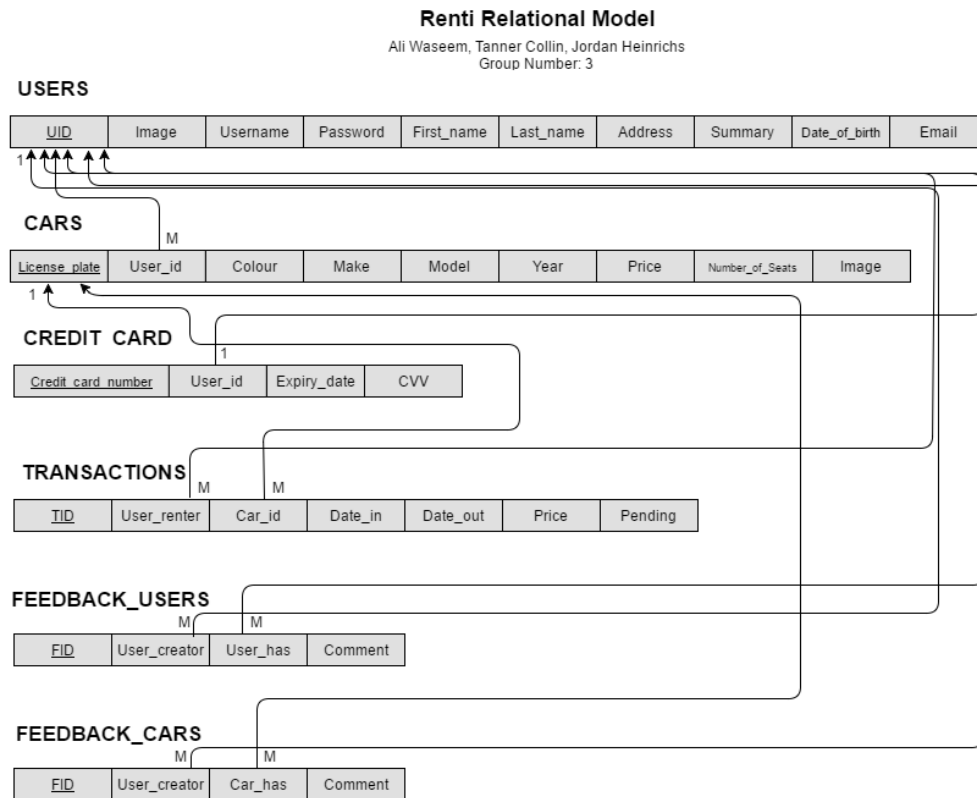 Renti Relational Model
Ali Waseem, Tanner Collin, Jordan Heinrichs
Group Number: 3
USERS
UID Image Username Password First_name Last_name Address Summary Date_of_birth Email
1
CARS
M
License_plate User_id Colour Make Model Year Price Number_of_Seats Image
1
CREDIT CARD
1
Credit_card_number User_id Expiry_date CVV
TRANSACTIONS
M M
TID User_renter Car_id Date_in Date_out Price Pending
FEEDBACK_USERS
M M
FID User_creator User_has Comment
FEEDBACK_CARS
M M
FID User_creator Car_has Comment